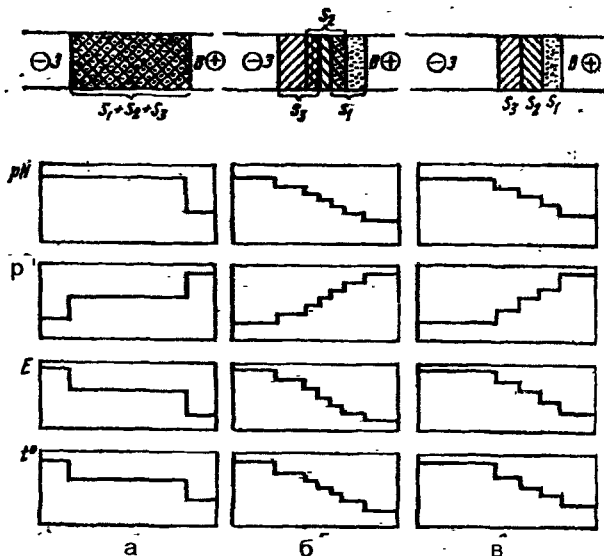 S₂
⊖ З В ⊕ ⊖ З В ⊕ ⊖ З В ⊕
S₁+S₂+S₃ S₃ S₁ S₃ S₂ S₁
pH
p
E
t°
а б в